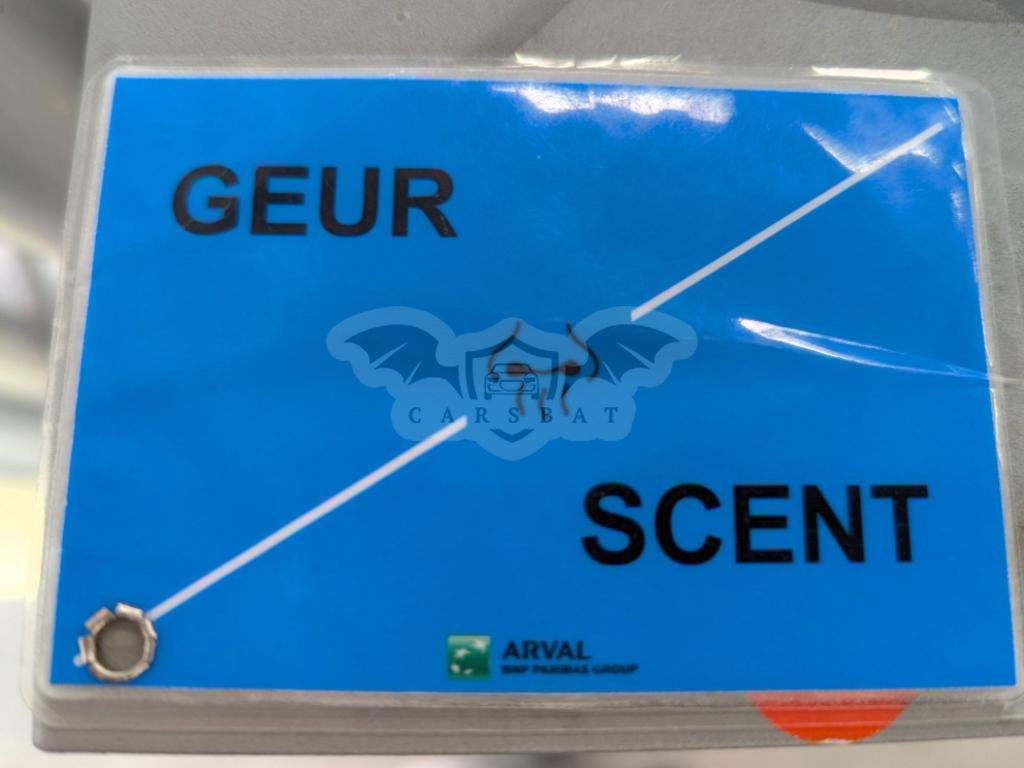 GEUR
CARSBAT
SCENT
ARVAL
BNP PARIBAS GROUP